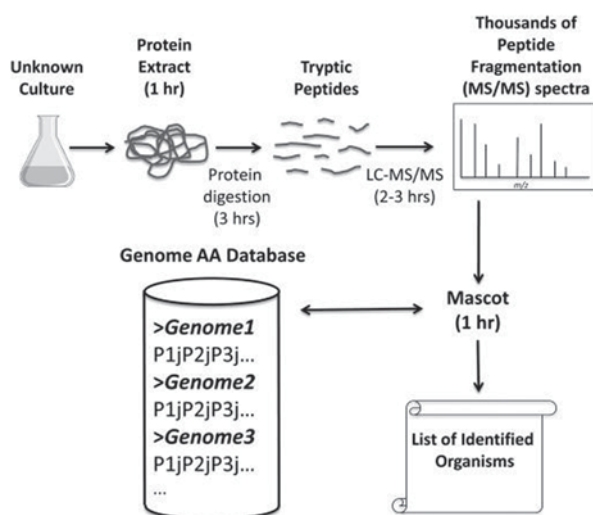 Unknown
Culture
Protein
Extract
(1 hr)
Protein
digestion
(3 hrs)
Tryptic
Peptides
LC-MS/MS
(2-3 hrs)
Thousands of
Peptide
Fragmentation
(MS/MS) spectra
m/z
Genome AA Database
>Genome1
P1jP2jP3j...
>Genome2
P1jP2jP3j...
>Genome3
P1jP2jP3j...
...
Mascot
(1 hr)
List of Identified
Organisms